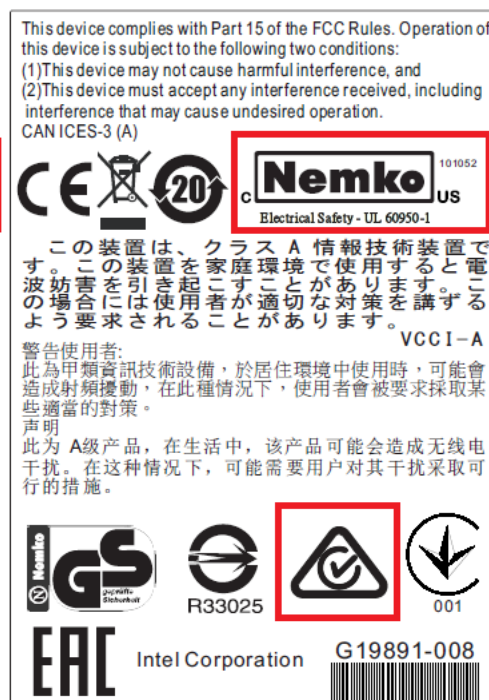 This device complies with Part 15 of the FCC Rules. Operation of
this device is subject to the following two conditions:
(1)This device may not cause harmful interference, and
(2)This device must accept any interference received, including
interference that may cause undesired operation.
CAN ICES-3 (A)
CE
20
c Nemko US
101052
Electrical Safety - UL 60950-1
この装置は、クラス A 情報技術装置で
す。この装置を家庭環境で使用すると電
波妨害を引き起こすことがあります。こ
の場合には使用者が適切な対策を講ずる
よう要求されることがあります。
VCCI-A
警告使用者:
此為甲類資訊技術設備，於居住環境中使用時，可能會
造成射頻擾動，在此種情況下，使用者會被要求採取某
些適當的對策。
声明
此为 A级产品，在生活中，该产品可能会造成无线电
干扰。在这种情况下，可能需要用户对其干扰采取可
行的措施。
N Nemko
GS
geprüfte
Sicherheit
R33025
001
EAC
Intel Corporation
G19891-008